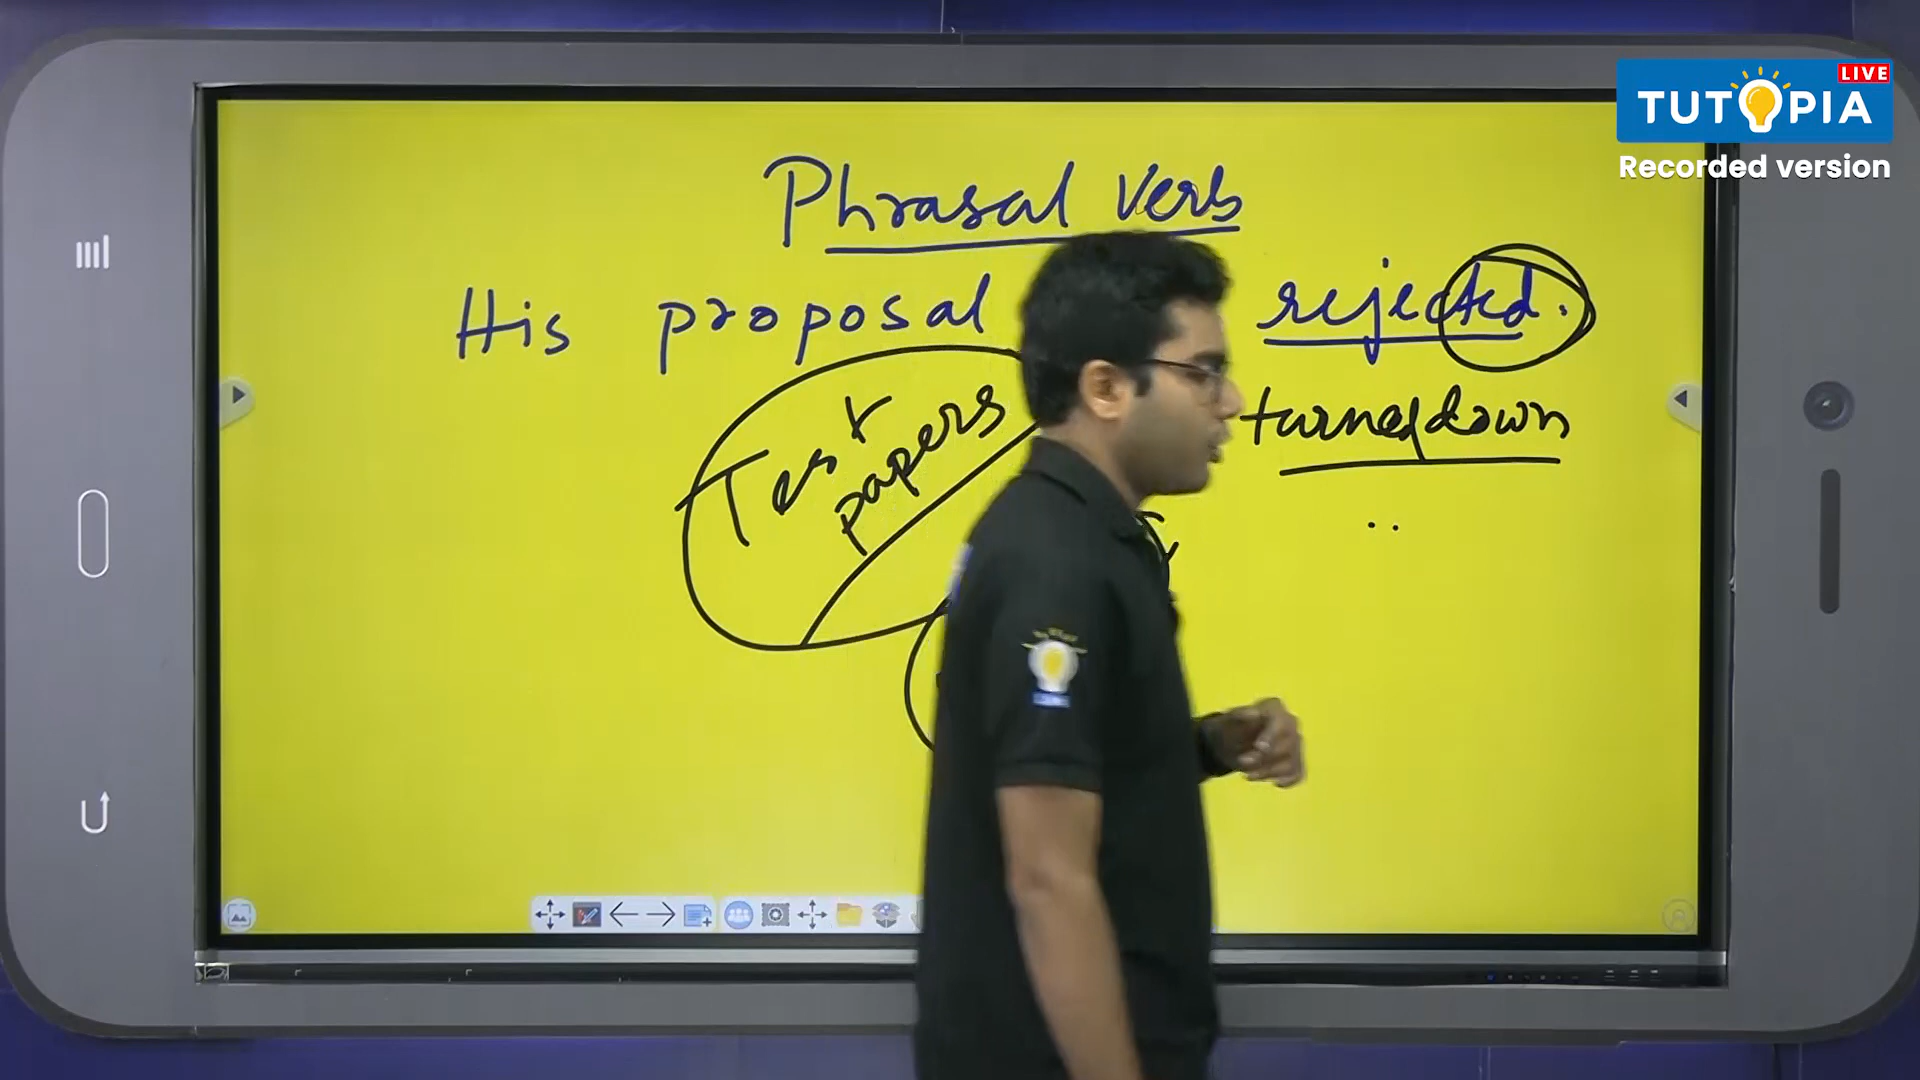 LIVE
TUTOPIA
Recorded version
Phrasal Verb
His proposal rejected.
turned down
Test
papers